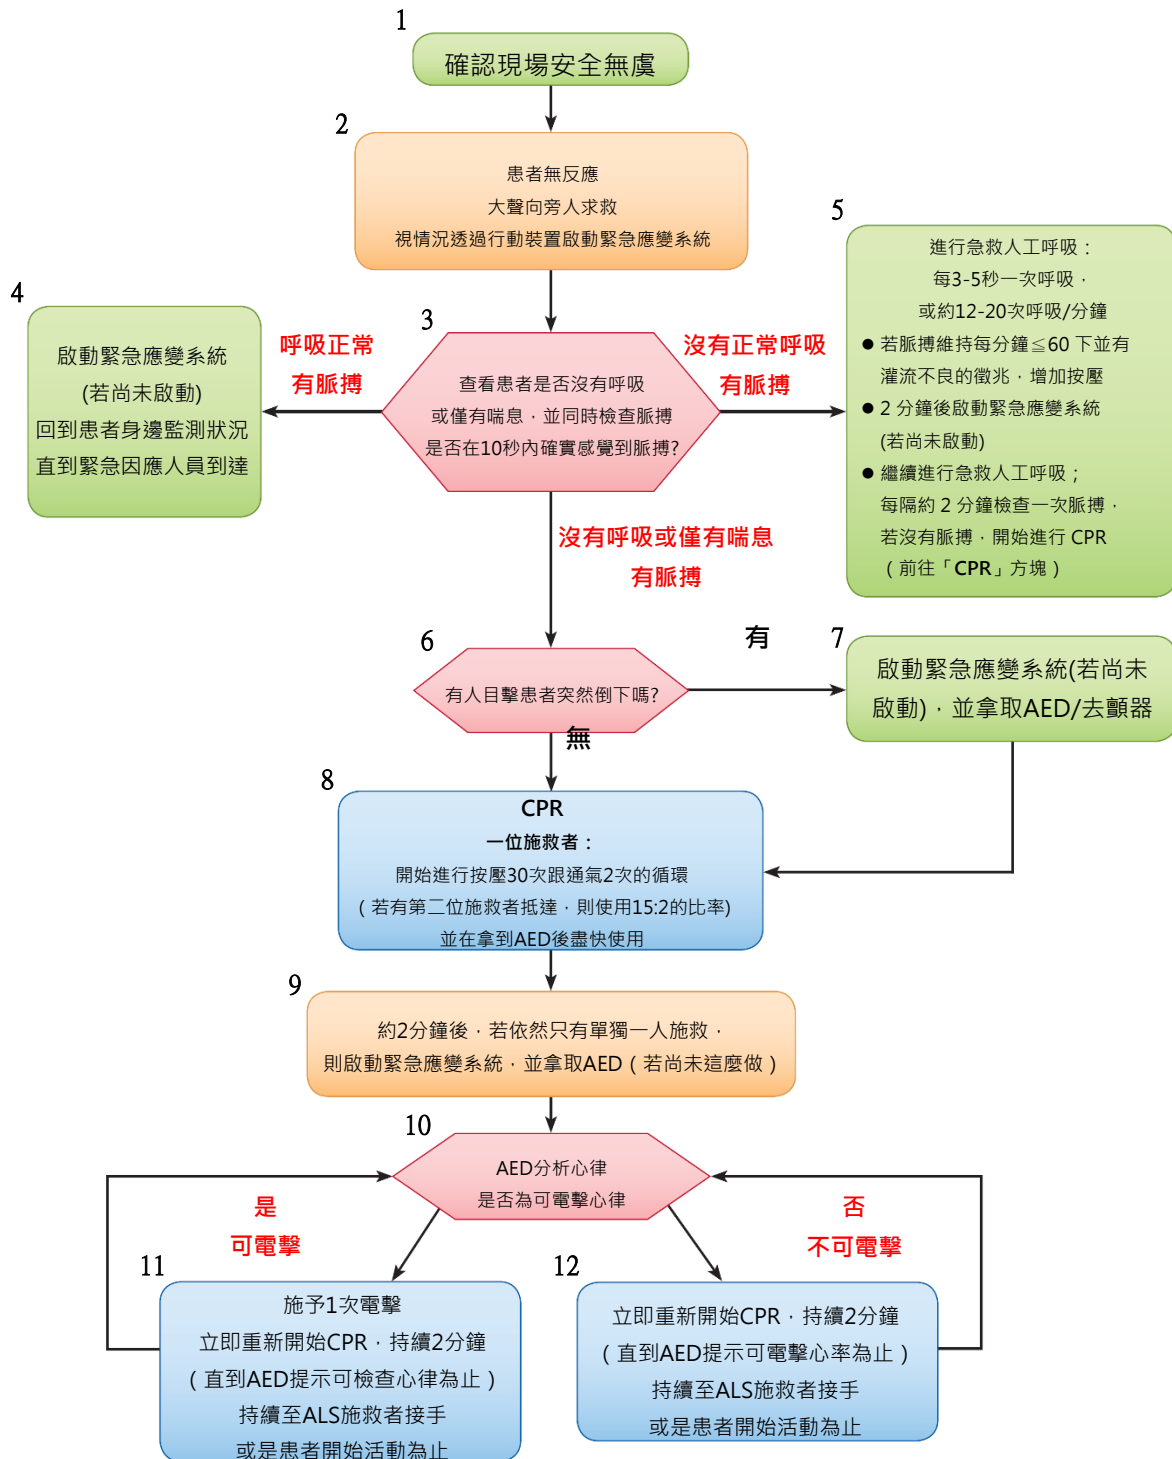 1
確認現場安全無虞
2
患者無反應
大聲向旁人求救
視情況透過行動裝置啟動緊急應變系統
3
查看患者是否沒有呼吸
或僅有喘息，並同時檢查脈搏
是否在10秒內確實感覺到脈搏?
呼吸正常
有脈搏
4
啟動緊急應變系統
(若尚未啟動)
回到患者身邊監測狀況
直到緊急因應人員到達
沒有正常呼吸
有脈搏
5
進行急救人工呼吸：
每3-5秒一次呼吸，
或約12-20次呼吸/分鐘
● 若脈搏維持每分鐘≦60 下並有
灌流不良的徵兆，增加按壓
● 2 分鐘後啟動緊急應變系統
(若尚未啟動)
● 繼續進行急救人工呼吸；
每隔約 2 分鐘檢查一次脈搏，
若沒有脈搏，開始進行 CPR
（前往「CPR」方塊）
沒有呼吸或僅有喘息
有脈搏
6
有人目擊患者突然倒下嗎?
有
7
啟動緊急應變系統(若尚未
啟動)，並拿取AED/去顫器
無
8
CPR
一位施救者：
開始進行按壓30次跟通氣2次的循環
（若有第二位施救者抵達，則使用15:2的比率)
並在拿到AED後盡快使用
9
約2分鐘後，若依然只有單獨一人施救，
則啟動緊急應變系統，並拿取AED（若尚未這麼做）
10
AED分析心律
是否為可電擊心律
是
可電擊
11
施予1次電擊
立即重新開始CPR，持續2分鐘
（直到AED提示可檢查心律為止）
持續至ALS施救者接手
或是患者開始活動為止
否
不可電擊
12
立即重新開始CPR，持續2分鐘
（直到AED提示可電擊心率為止）
持續至ALS施救者接手
或是患者開始活動為止